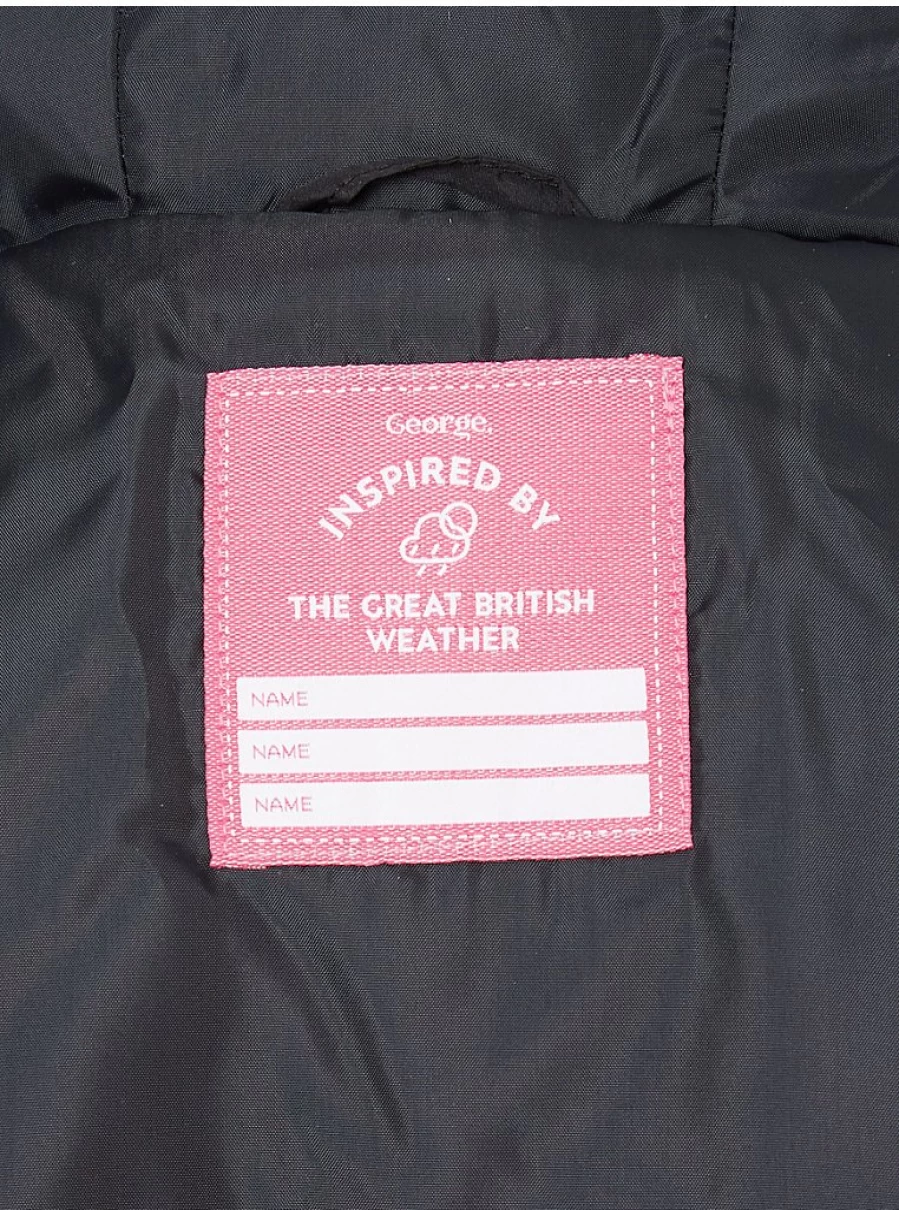 George.
INSPIRED BY
THE GREAT BRITISH
WEATHER
NAME
NAME
NAME